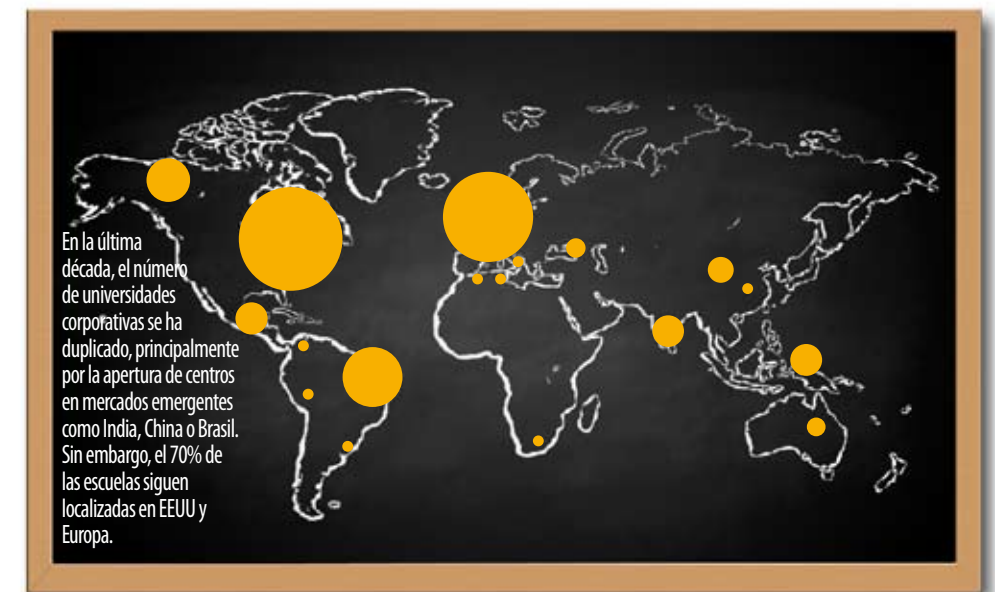 En la última
década, el número
de universidades
corporativas se ha
duplicado, principalmente
por la apertura de centros
en mercados emergentes
como India, China o Brasil.
Sin embargo, el 70% de
las escuelas siguen
localizadas en EEUU y
Europa.